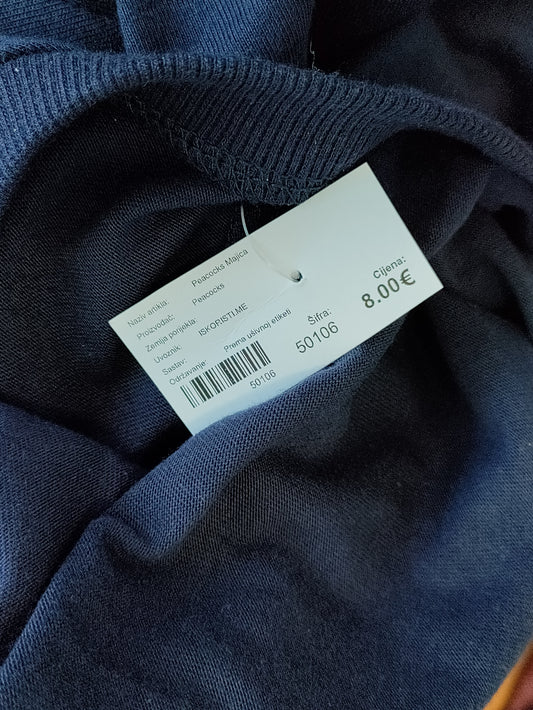 Naziv artikla: Peacocks Majica
Proizvođač: Peacocks
Zemlja porijekla:
Uvoznik: ISKORISTI.ME
Sastav:
Održavanje: Prema ušivnoj etiketi
50106
Šifra:
50106
Cijena:
8.00€